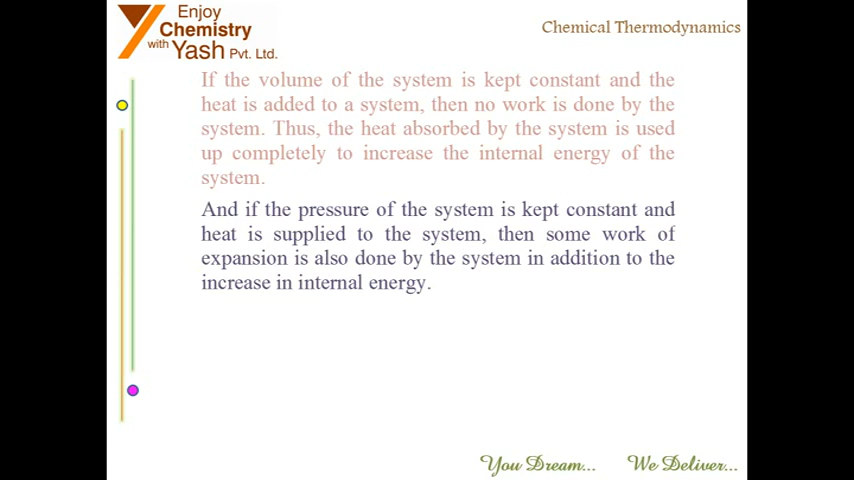 Enjoy
Chemistry
with Yash Pvt. Ltd.
Chemical Thermodynamics
If the volume of the system is kept constant and the
heat is added to a system, then no work is done by the
system. Thus, the heat absorbed by the system is used
up completely to increase the internal energy of the
system.
And if the pressure of the system is kept constant and
heat is supplied to the system, then some work of
expansion is also done by the system in addition to the
increase in internal energy.
You Dream... We Deliver...